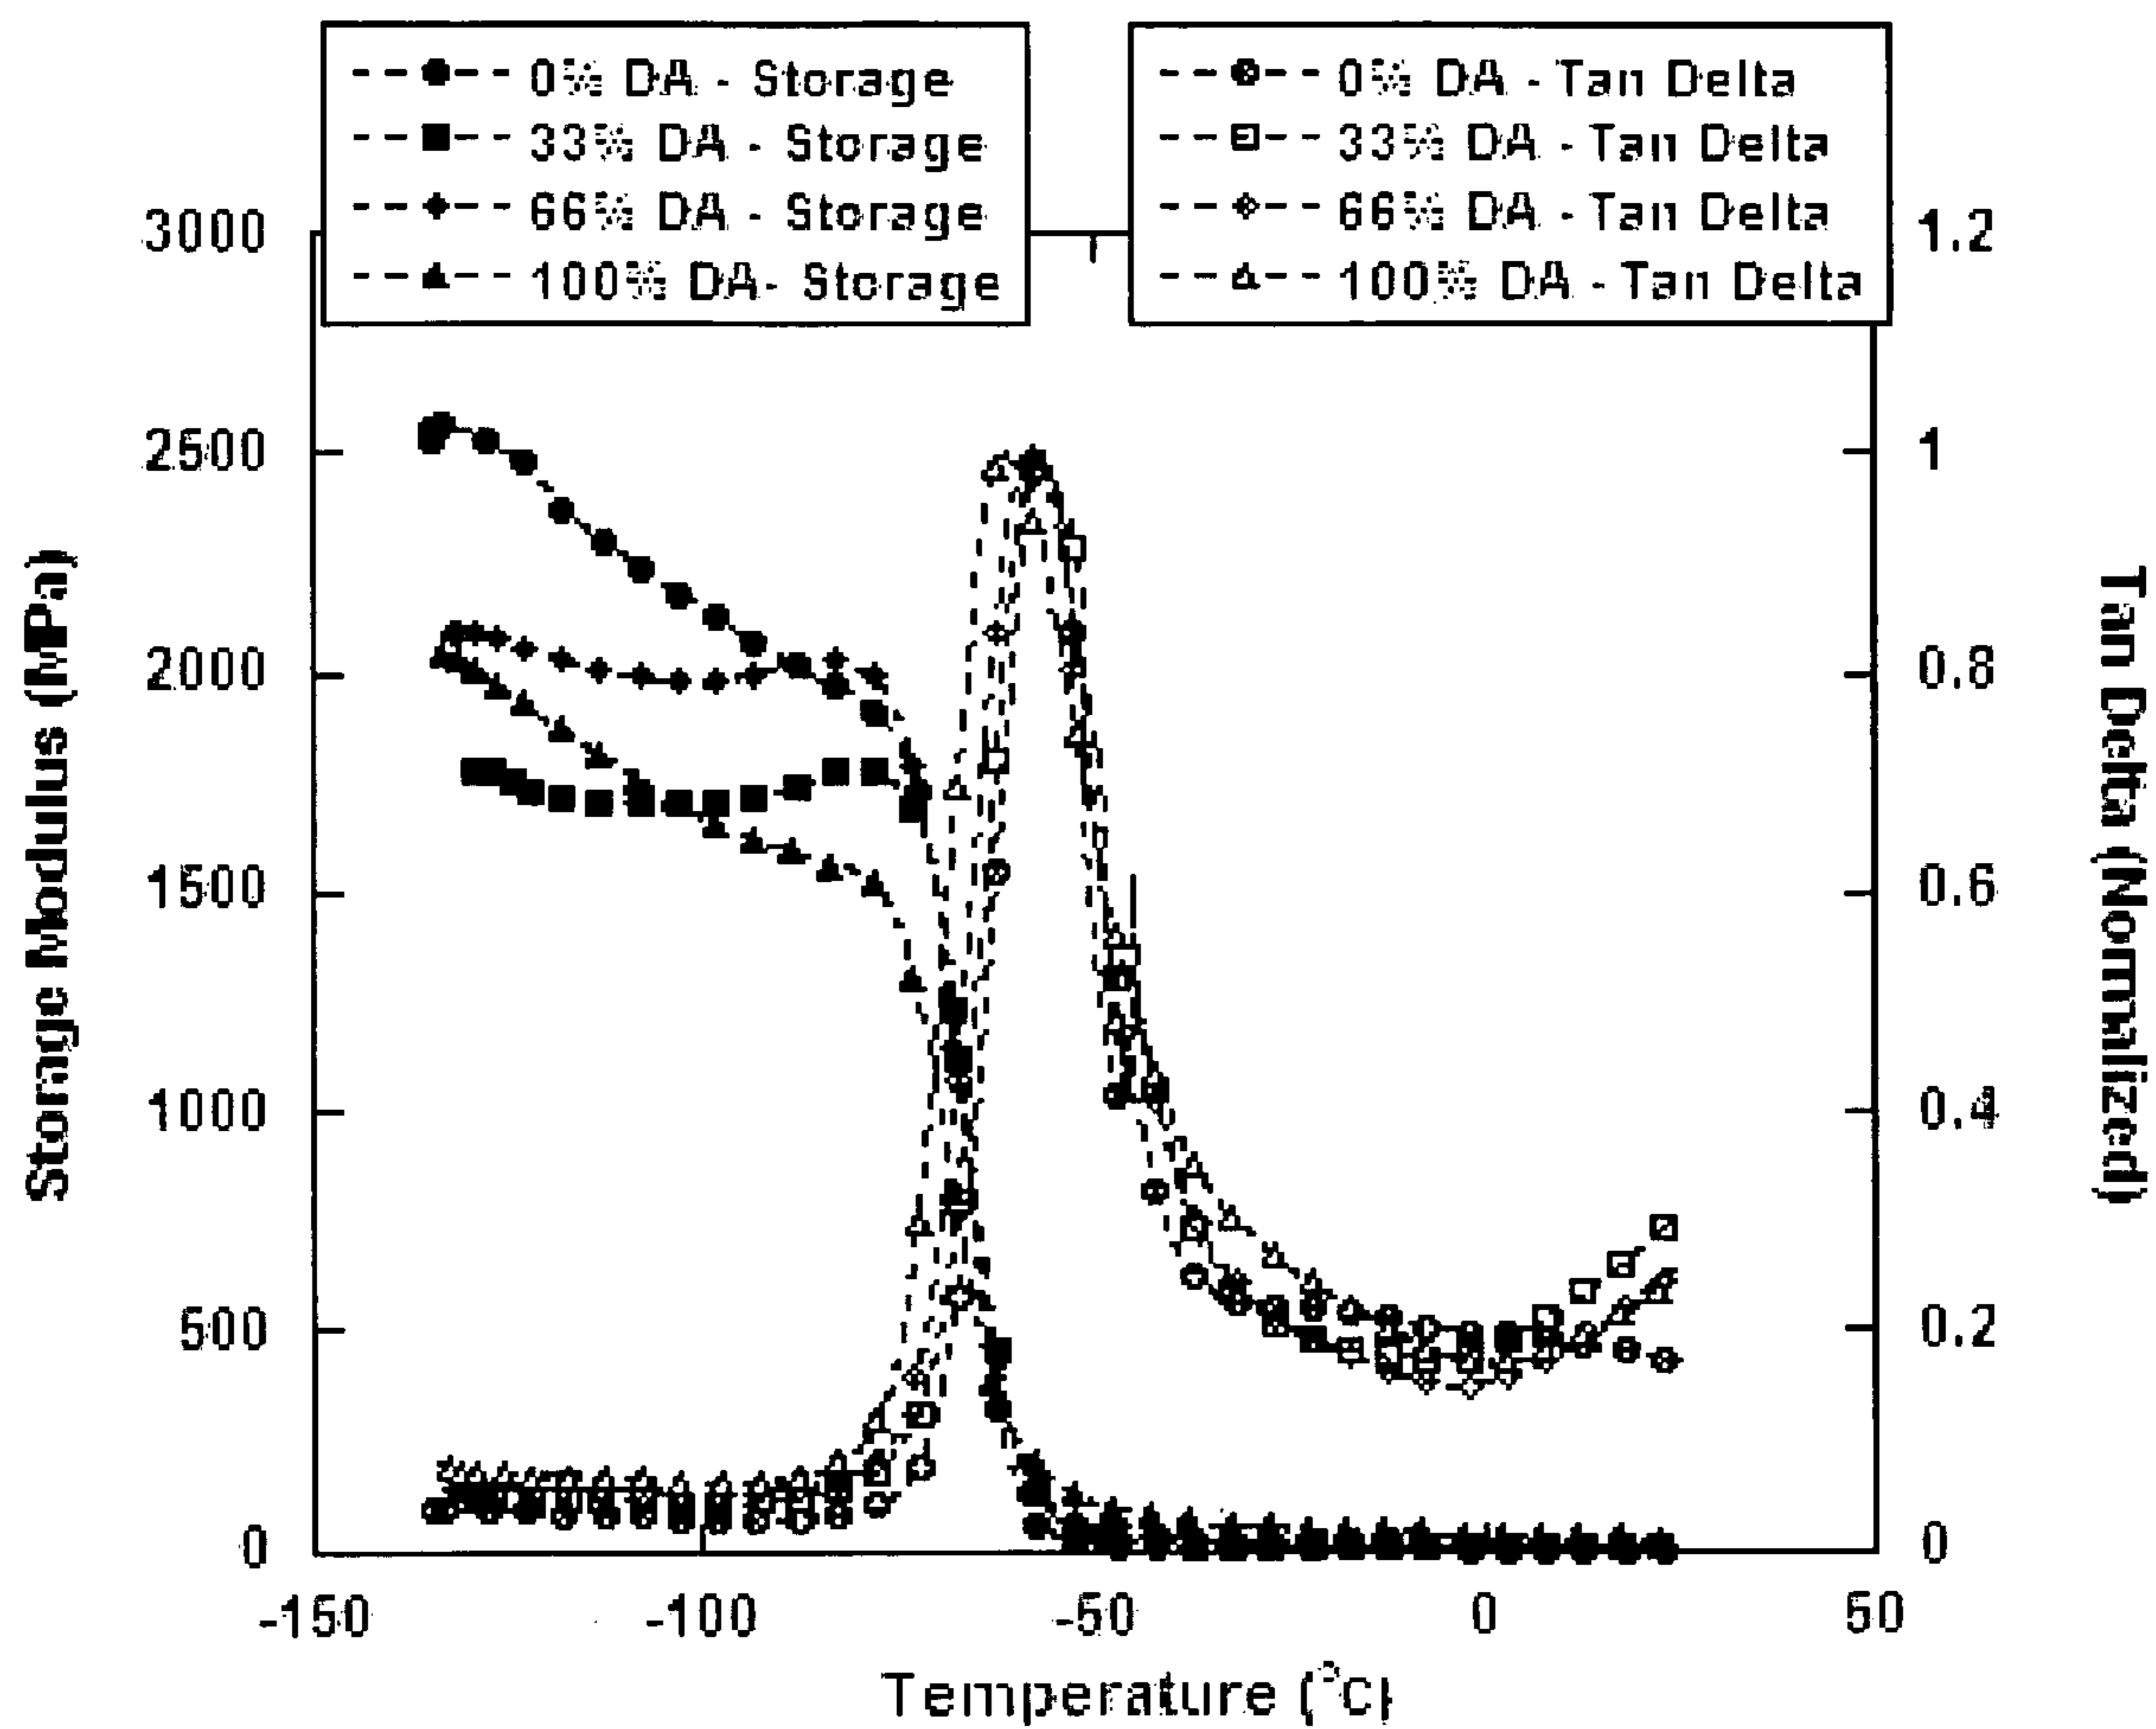 0% DA - Storage
33% DA - Storage
66% DA - Storage
100% DA- Storage
0% DA - Tan Delta
33% DA - Tan Delta
66% DA - Tan Delta
100% DA - Tan Delta
3000
2500
2000
1500
1000
500
0
1.2
1
0.8
0.6
0.4
0.2
0
Storage Modulus (MPa)
Tan Delta (Normilized)
-150
-100
-50
0
50
Temperature (°C)